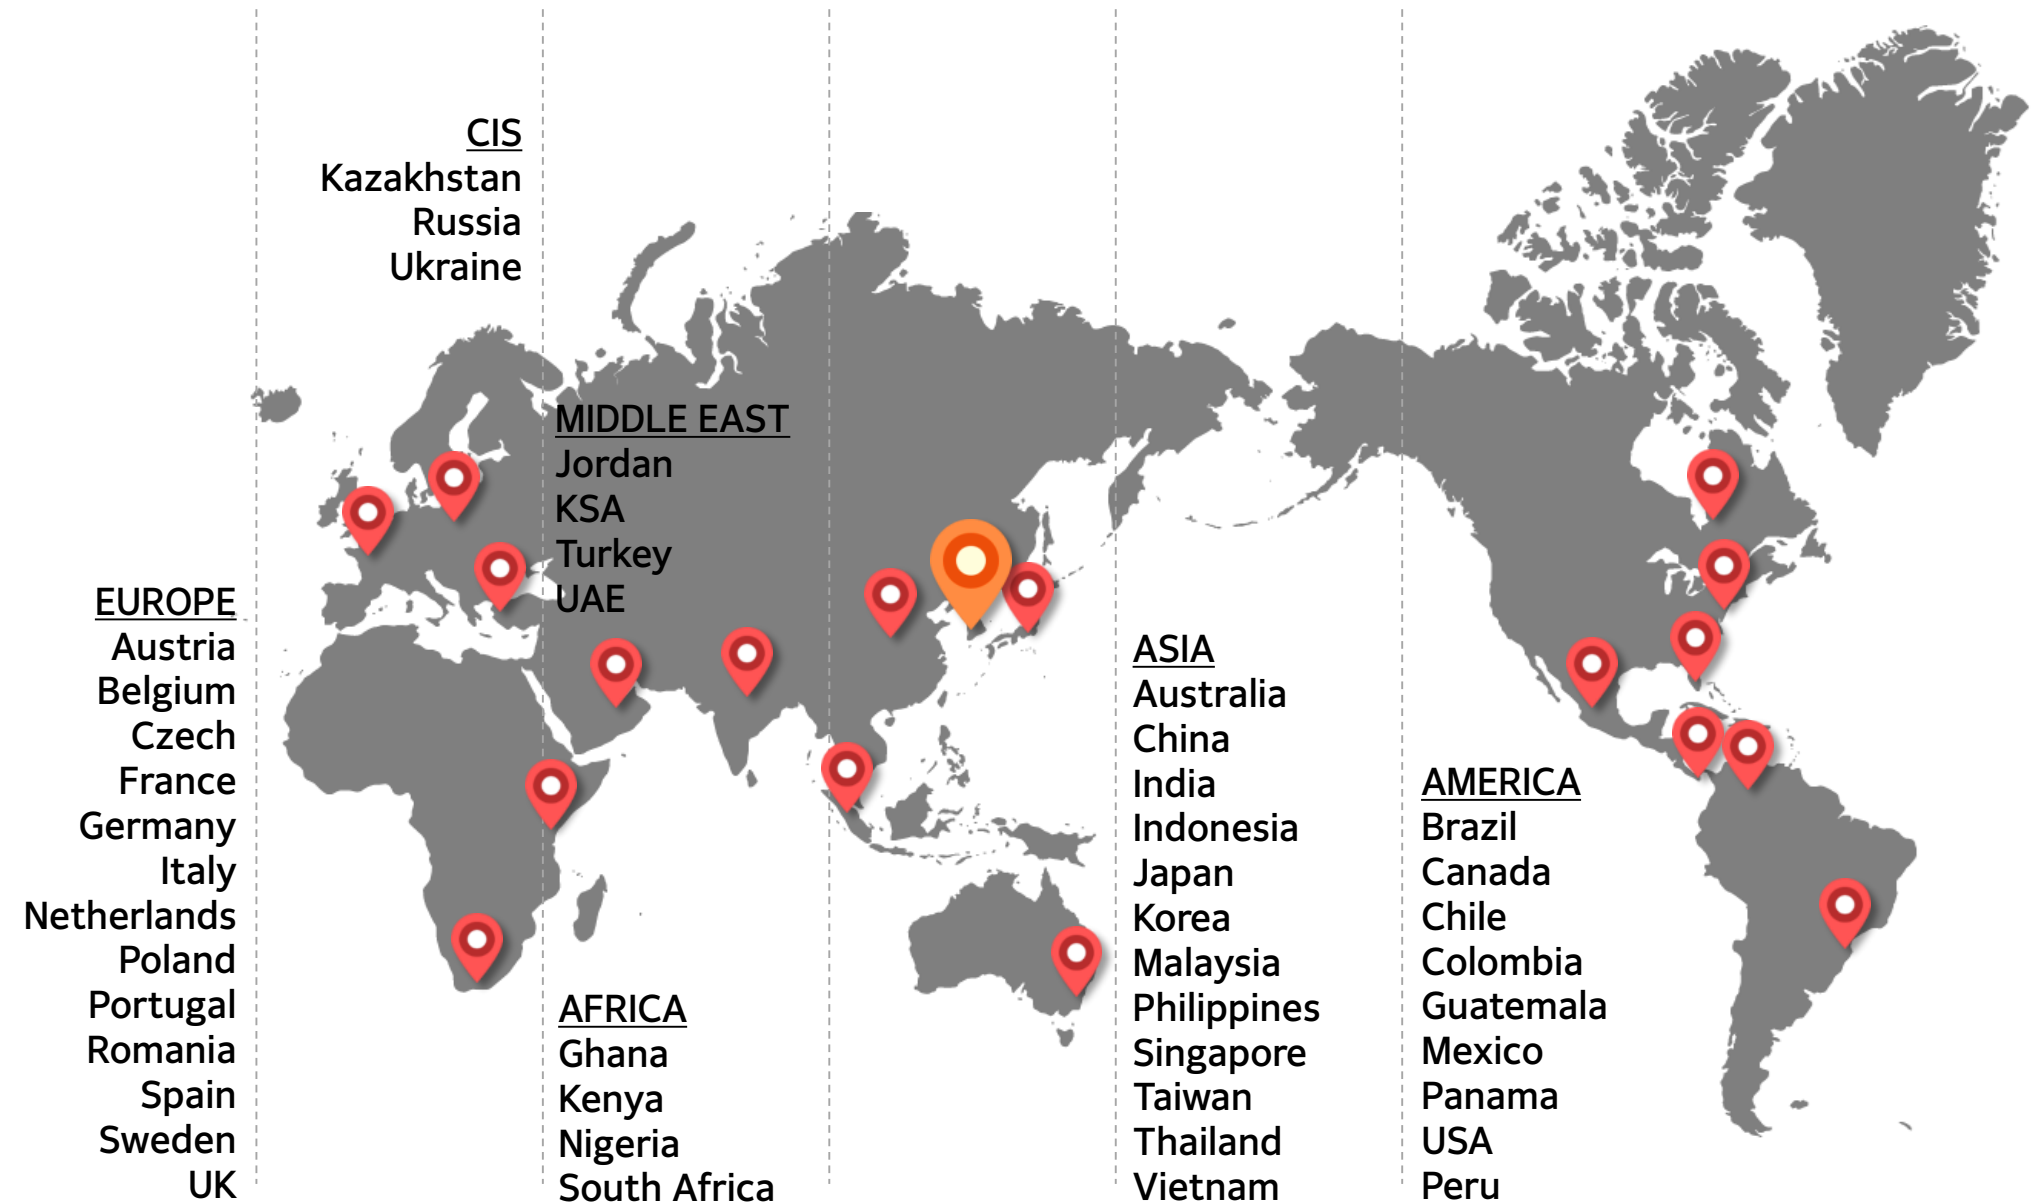 CIS
Kazakhstan
Russia
Ukraine
MIDDLE EAST
Jordan
KSA
Turkey
UAE
EUROPE
Austria
Belgium
Czech
France
Germany
Italy
Netherlands
Poland
Portugal
Romania
Spain
Sweden
UK
AFRICA
Ghana
Kenya
Nigeria
South Africa
ASIA
Australia
China
India
Indonesia
Japan
Korea
Malaysia
Philippines
Singapore
Taiwan
Thailand
Vietnam
AMERICA
Brazil
Canada
Chile
Colombia
Guatemala
Mexico
Panama
USA
Peru